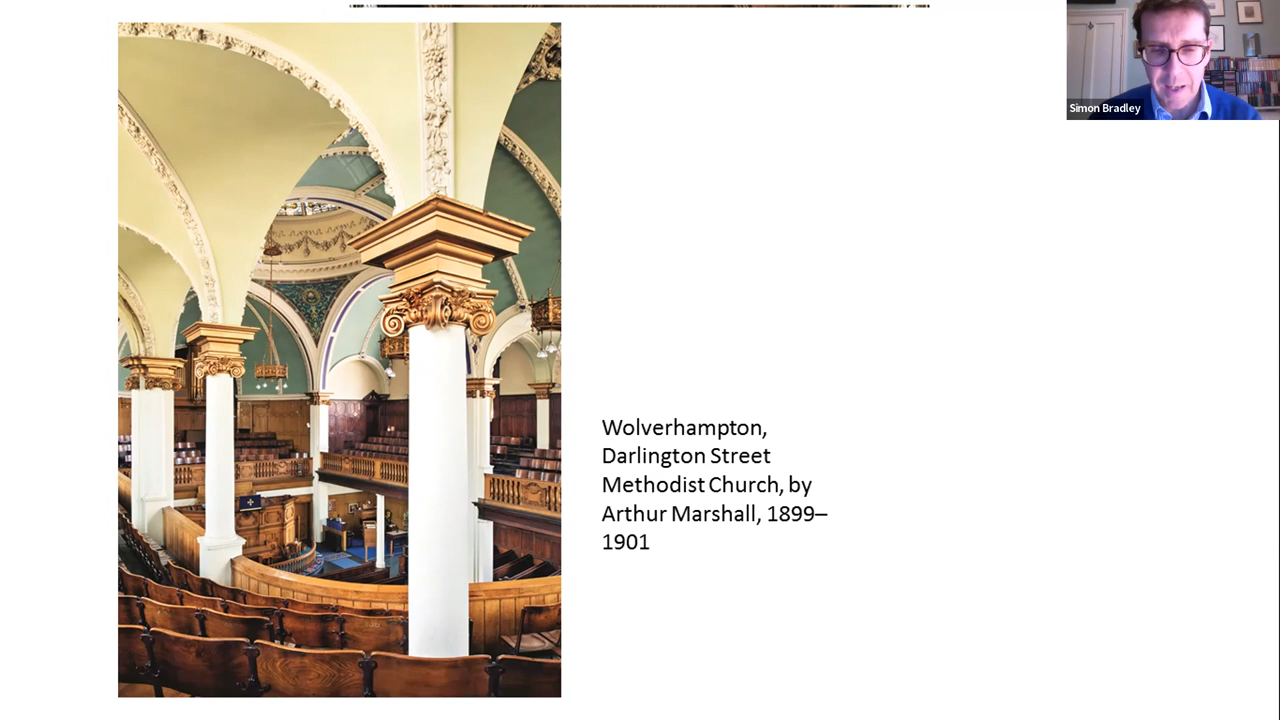 Simon Bradley
Wolverhampton,
Darlington Street
Methodist Church, by
Arthur Marshall, 1899–
1901